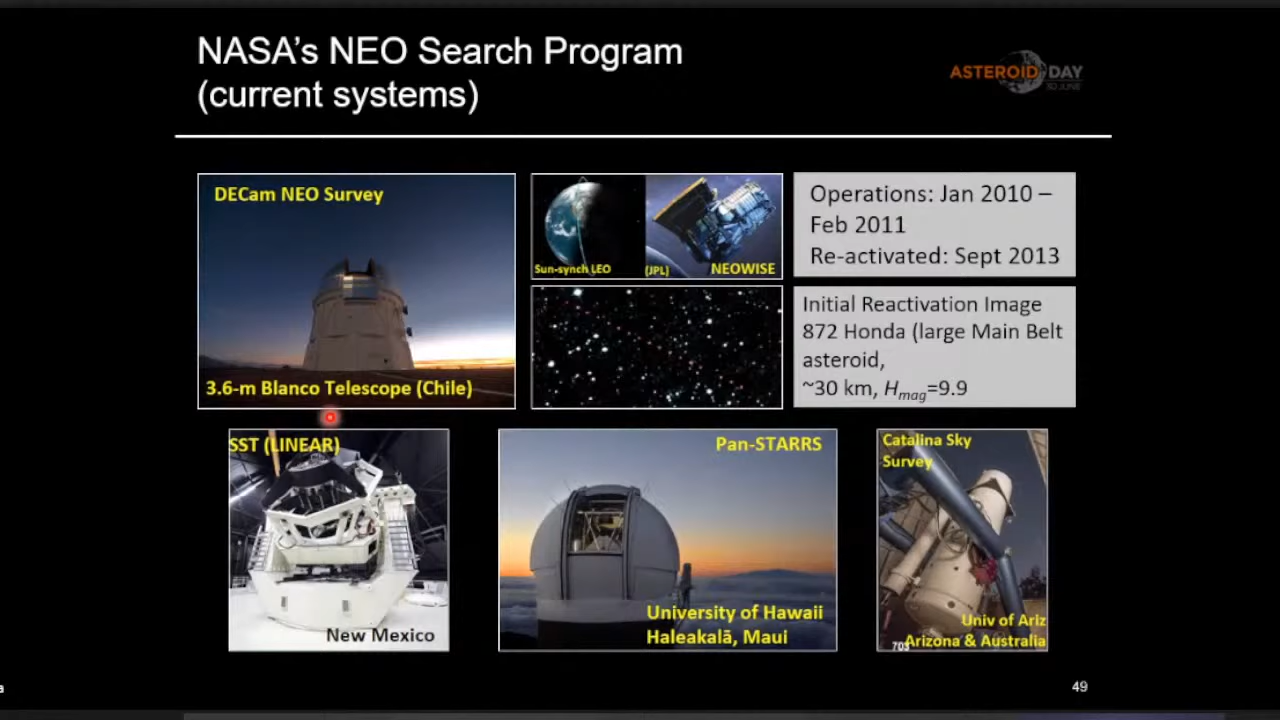 NASA's NEO Search Program
(current systems)
ASTEROID DAY
30 JUNE
DECam NEO Survey
3.6-m Blanco Telescope (Chile)
Sun-synch LEO
(JPL)
NEOWISE
Operations: Jan 2010 –
Feb 2011
Re-activated: Sept 2013
Initial Reactivation Image
872 Honda (large Main Belt
asteroid,
~30 km, Hmag=9.9
SST (LINEAR)
New Mexico
Pan-STARRS
University of Hawaii
Haleakalā, Maui
Catalina Sky
Survey
Univ of Ariz
703
Arizona & Australia
49
a